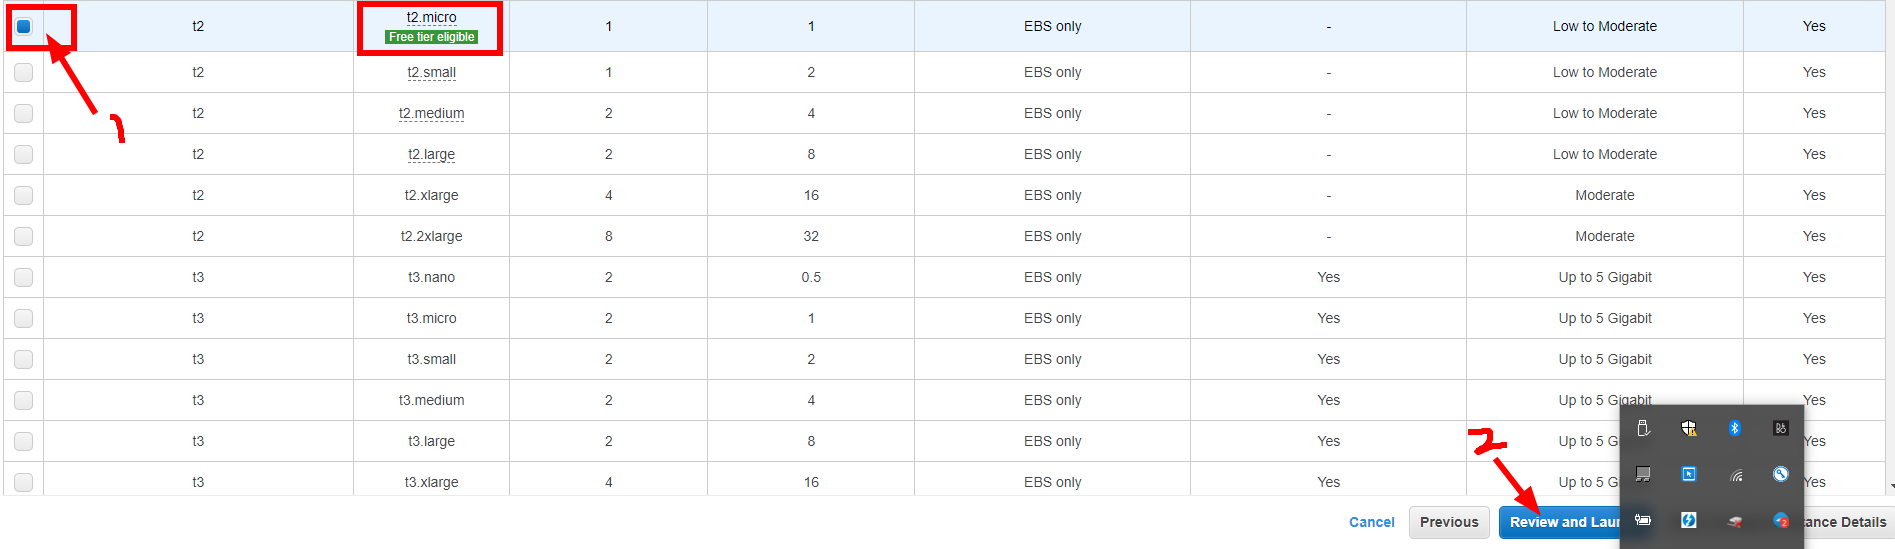 t2 t2.micro 1 1 EBS only - Low to Moderate Yes
Free tier eligible
t2 t2.small 1 2 EBS only - Low to Moderate Yes
1
t2 t2.medium 2 4 EBS only - Low to Moderate Yes
t2 t2.large 2 8 EBS only - Low to Moderate Yes
t2 t2.xlarge 4 16 EBS only - Moderate Yes
t2 t2.2xlarge 8 32 EBS only - Moderate Yes
t3 t3.nano 2 0.5 EBS only Yes Up to 5 Gigabit Yes
t3 t3.micro 2 1 EBS only Yes Up to 5 Gigabit Yes
t3 t3.small 2 2 EBS only Yes Up to 5 Gigabit Yes
t3 t3.medium 2 4 EBS only Yes Up to 5 Gigabit Yes
t3 t3.large 2 8 EBS only Yes Up to 5 G Yes
2
t3 t3.xlarge 4 16 EBS only Yes Up to 5 G Yes
Cancel Previous Review and Lau tance Details